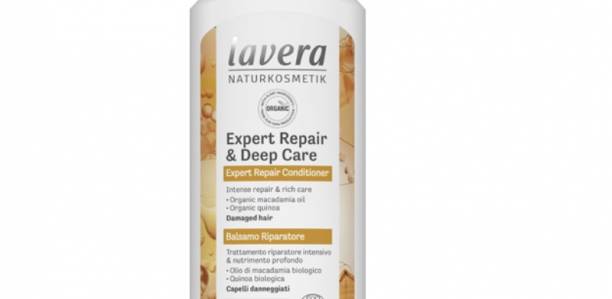 lavera
NATURKOSMETIK
ORGANIC
Expert Repair
& Deep Care
Expert Repair Conditioner
Intense repair & rich care
• Organic macadamia oil
• Organic quinoa
Damaged hair
Balsamo Riparatore
Trattamento riparatore intensivo
& nutrimento profondo
• Olio di macadamia biologico
• Quinoa biologica
Capelli danneggiati